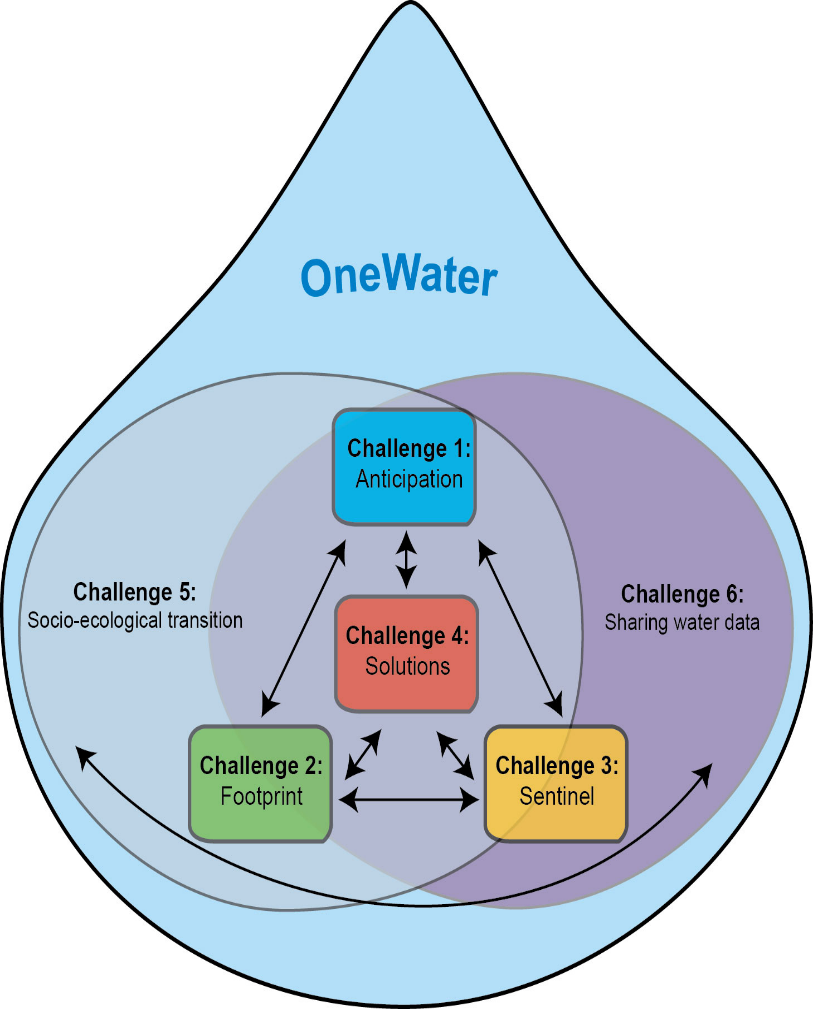 OneWater
Challenge 1:
Anticipation
Challenge 5:
Socio-ecological transition
Challenge 6:
Sharing water data
Challenge 4:
Solutions
Challenge 2:
Footprint
Challenge 3:
Sentinel